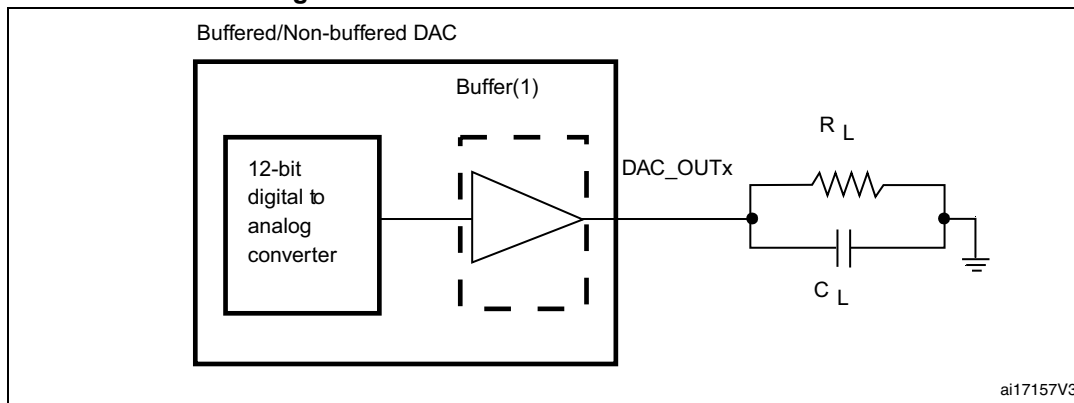 Buffered/Non-buffered DAC
Buffer(1)
12-bit
digital to
analog
converter
DAC_OUTx
R L
C L
ai17157V3